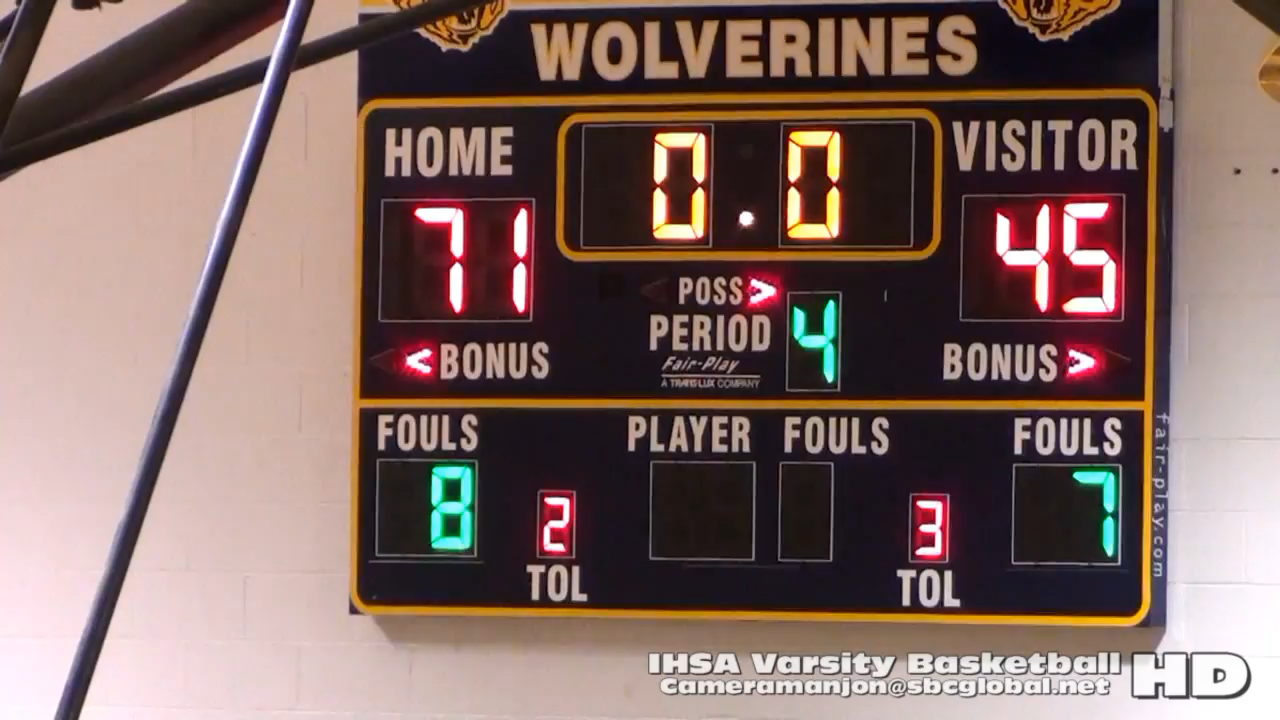 WOLVERINES
HOME
0.0
VISITOR
71
45
POSS >
PERIOD 4
Fair-Play
A TRANS-LUX COMPANY
< BONUS
BONUS >
FOULS
PLAYER FOULS
FOULS
8
2
3
7
TOL
TOL
fair-play.com
IHSA Varsity Basketball HD
Cameramanjon@sbcglobal.net